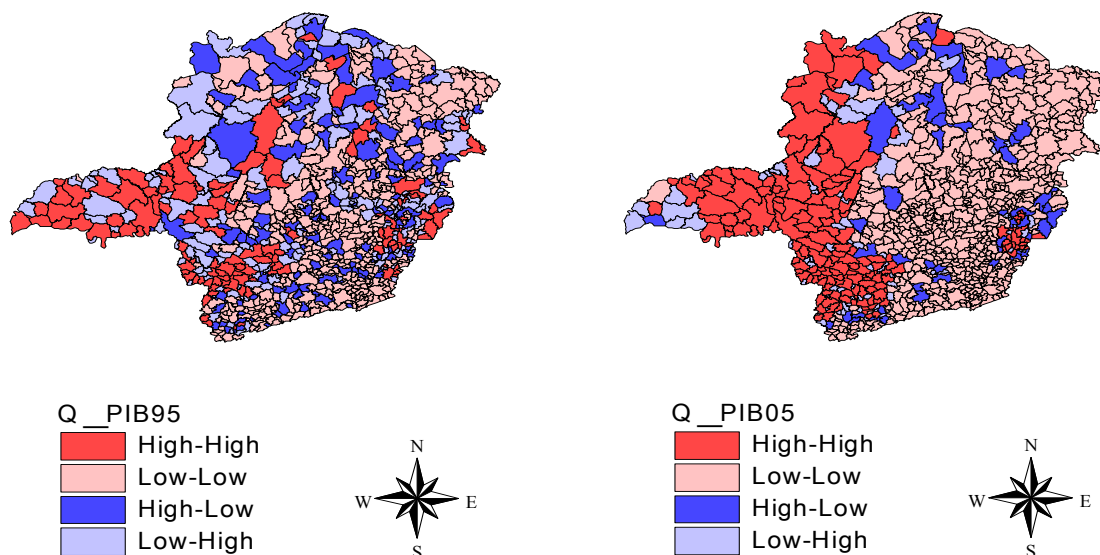 Q__PIB95
High-High
Low-Low
High-Low
Low-High
N
W E
S
Q__PIB05
High-High
Low-Low
High-Low
Low-High
N
W E
S